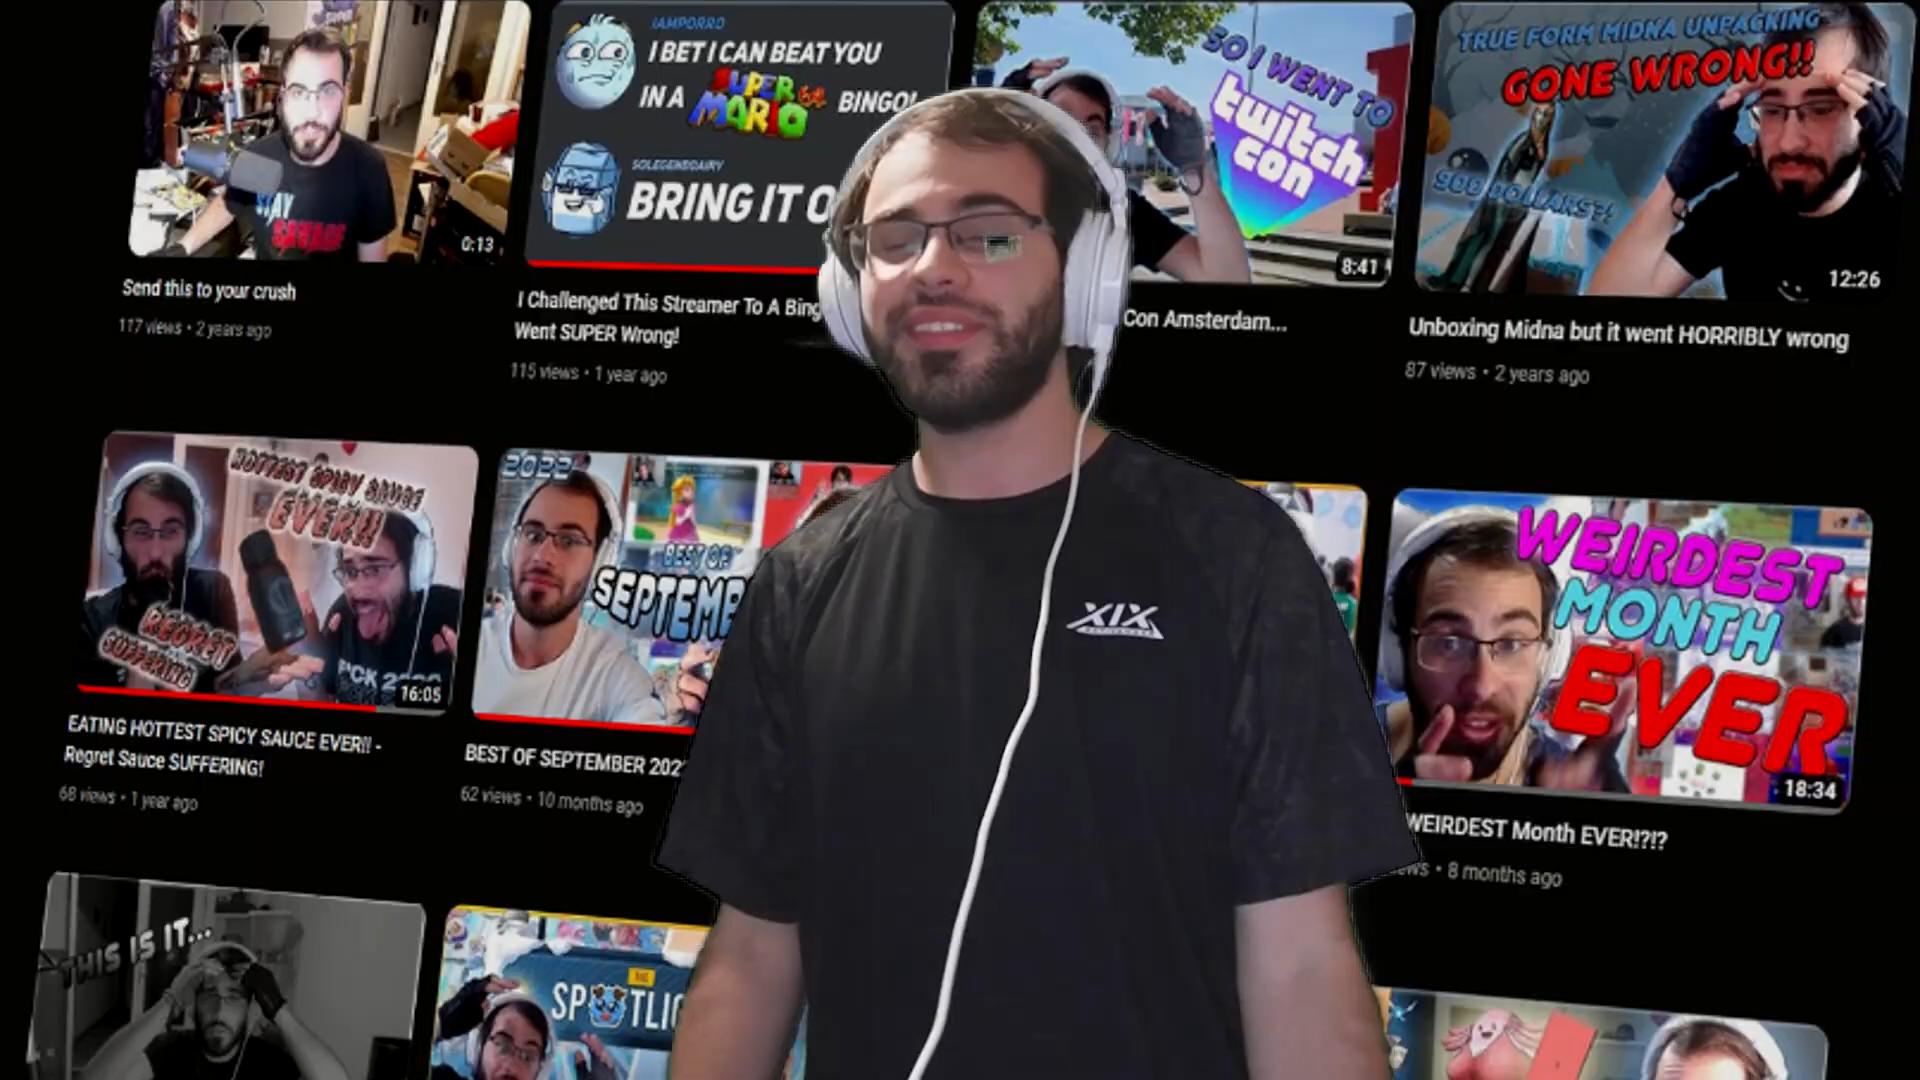 STAY
SAVAGE
0:13
Send this to your crush
117 views • 2 years ago
IAMPORRO
I BET I CAN BEAT YOU
IN A SUPER MARIO 64 BINGO!
SOLEGENDDAIRY
BRING IT O
I Challenged This Streamer To A Bing
Went SUPER Wrong!
115 views • 1 year ago
SO I WENT TO
twitch
con
8:41
Con Amsterdam...
TRUE FORM MIDNA UNPACKING
GONE WRONG!!
900 DOLLARS?!
12:26
Unboxing Midna but it went HORRIBLY wrong
87 views • 2 years ago
HOTTEST SPICY SAUCE
EVER!!!
REGRET
SUFFERING
16:05
EATING HOTTEST SPICY SAUCE EVER!! -
Regret Sauce SUFFERING!
68 views • 1 year ago
2022
BEST OF
SEPTEMB
BEST OF SEPTEMBER 202
62 views • 10 months ago
XIX
WEIRDEST
MONTH
EVER
18:34
WEIRDEST Month EVER!?!?
ews • 8 months ago
THIS IS IT...
THE
SPOTLIG